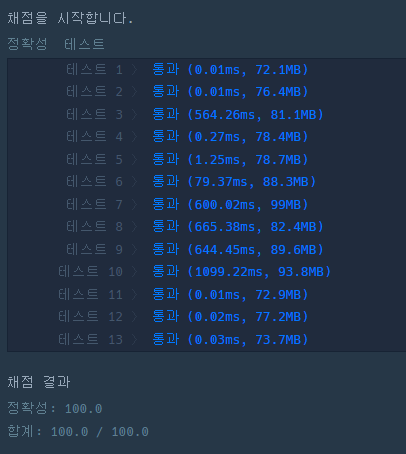 채점을 시작합니다.
정확성 테스트
테스트 1 〉 통과 (0.01ms, 72.1MB)
테스트 2 〉 통과 (0.01ms, 76.4MB)
테스트 3 〉 통과 (564.26ms, 81.1MB)
테스트 4 〉 통과 (0.27ms, 78.4MB)
테스트 5 〉 통과 (1.25ms, 78.7MB)
테스트 6 〉 통과 (79.37ms, 88.3MB)
테스트 7 〉 통과 (600.02ms, 99MB)
테스트 8 〉 통과 (665.38ms, 82.4MB)
테스트 9 〉 통과 (644.45ms, 89.6MB)
테스트 10 〉 통과 (1099.22ms, 93.8MB)
테스트 11 〉 통과 (0.01ms, 72.9MB)
테스트 12 〉 통과 (0.02ms, 77.2MB)
테스트 13 〉 통과 (0.03ms, 73.7MB)
채점 결과
정확성: 100.0
합계: 100.0 / 100.0